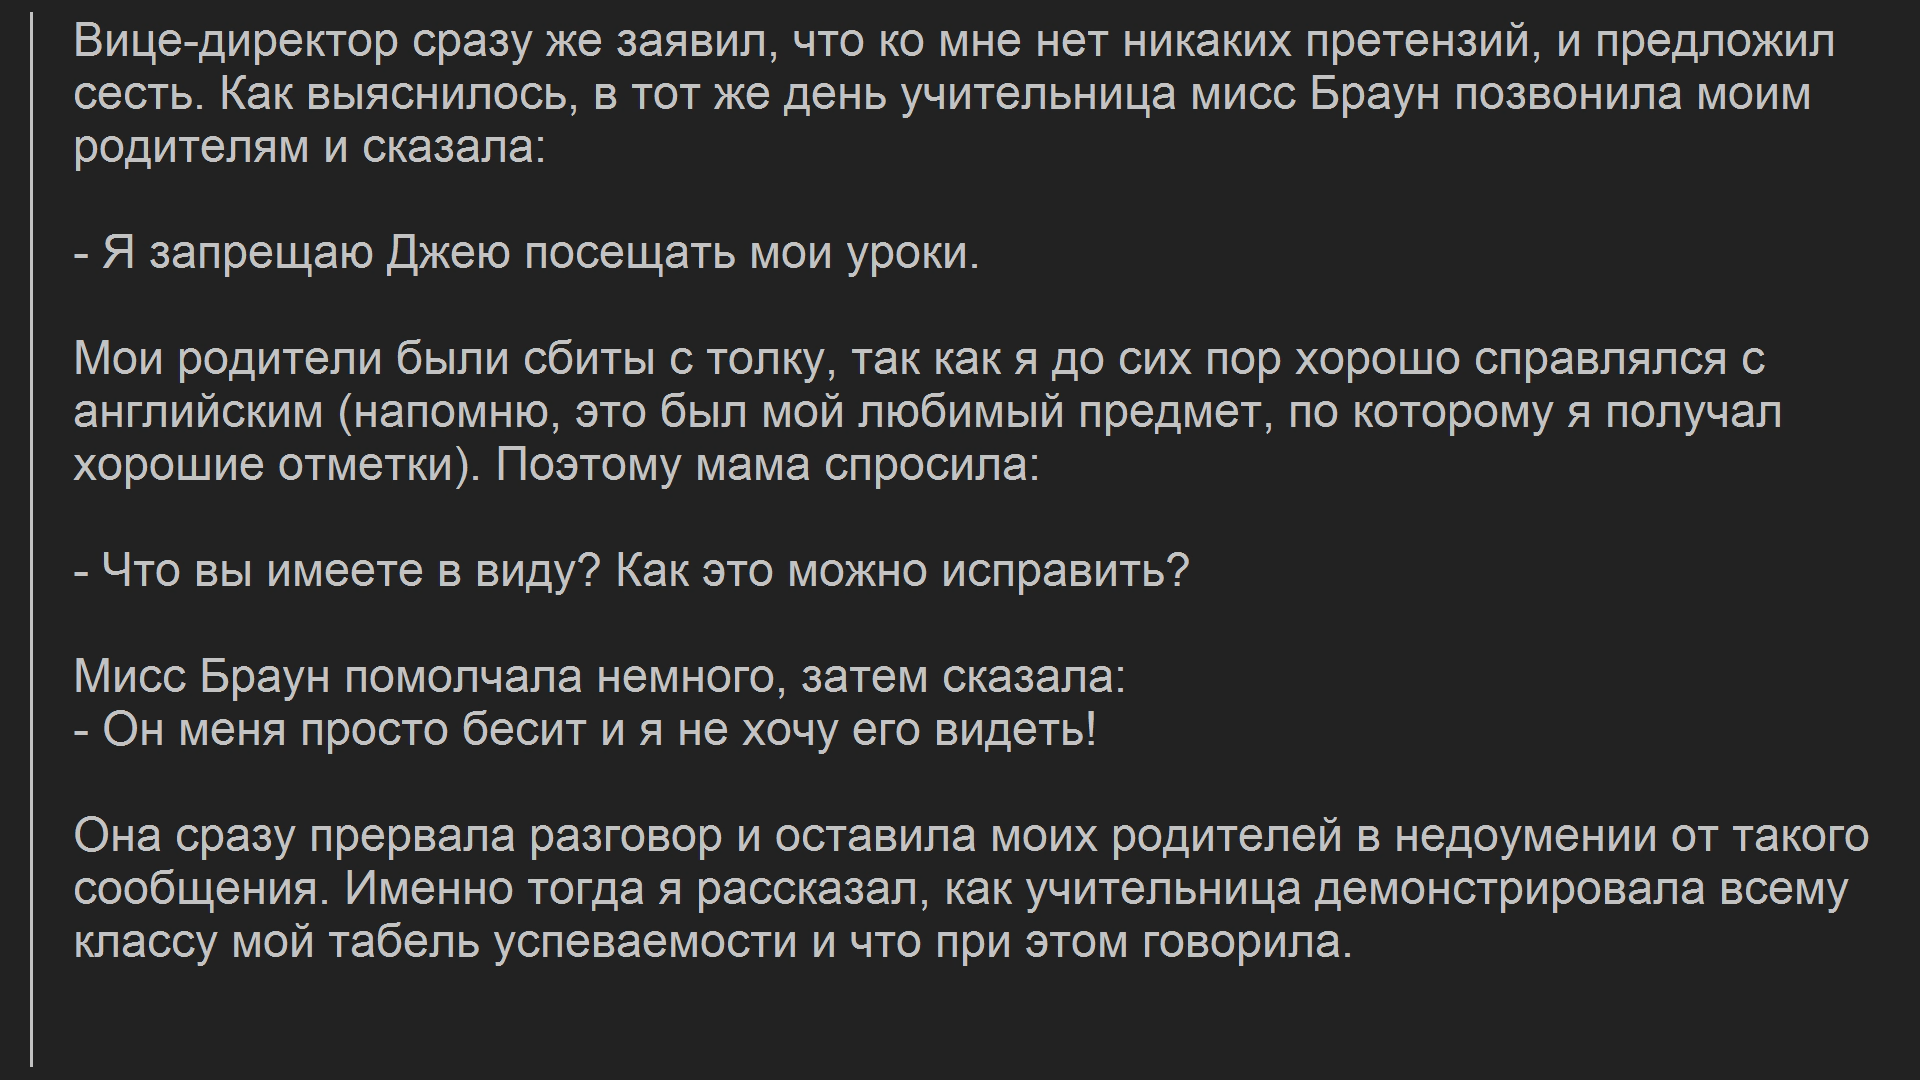 Вице-директор сразу же заявил, что ко мне нет никаких претензий, и предложил
сесть. Как выяснилось, в тот же день учительница мисс Браун позвонила моим
родителям и сказала:
- Я запрещаю Джею посещать мои уроки.
Мои родители были сбиты с толку, так как я до сих пор хорошо справлялся с
английским (напомню, это был мой любимый предмет, по которому я получал
хорошие отметки). Поэтому мама спросила:
- Что вы имеете в виду? Как это можно исправить?
Мисс Браун помолчала немного, затем сказала:
- Он меня просто бесит и я не хочу его видеть!
Она сразу прервала разговор и оставила моих родителей в недоумении от такого
сообщения. Именно тогда я рассказал, как учительница демонстрировала всему
классу мой табель успеваемости и что при этом говорила.